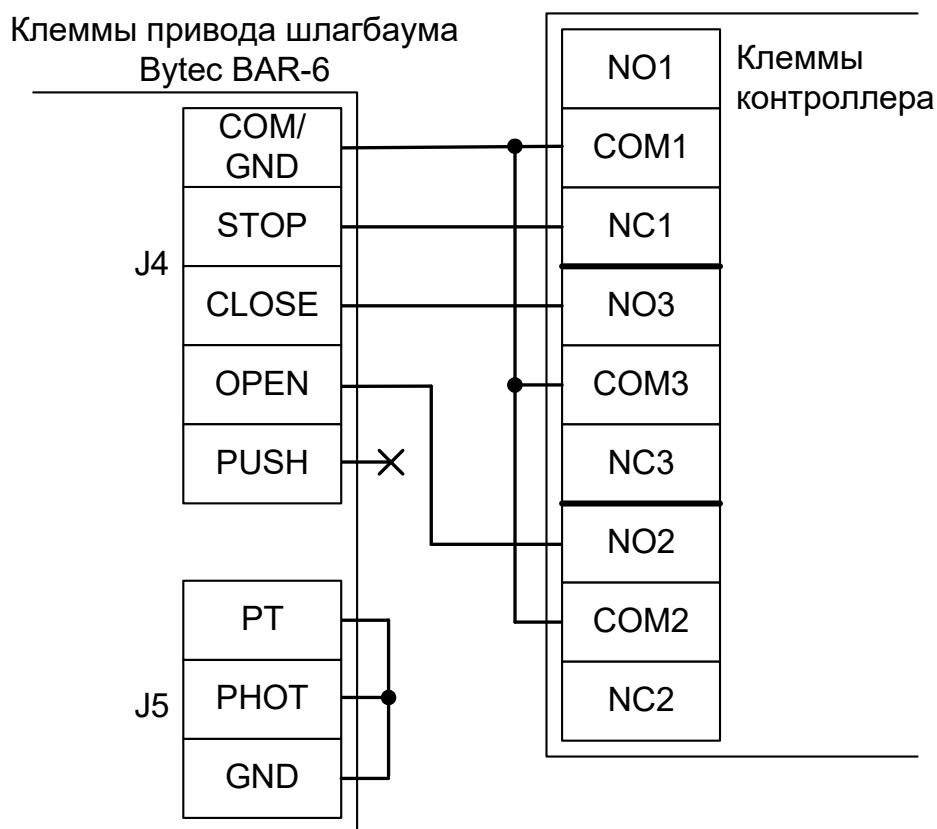 Клеммы привода шлагбаума
Bytec BAR-6
J4
COM/
GND
STOP
CLOSE
OPEN
PUSH
J5
PT
PHOT
GND
Клеммы
контроллера
NO1
COM1
NC1
NO3
COM3
NC3
NO2
COM2
NC2